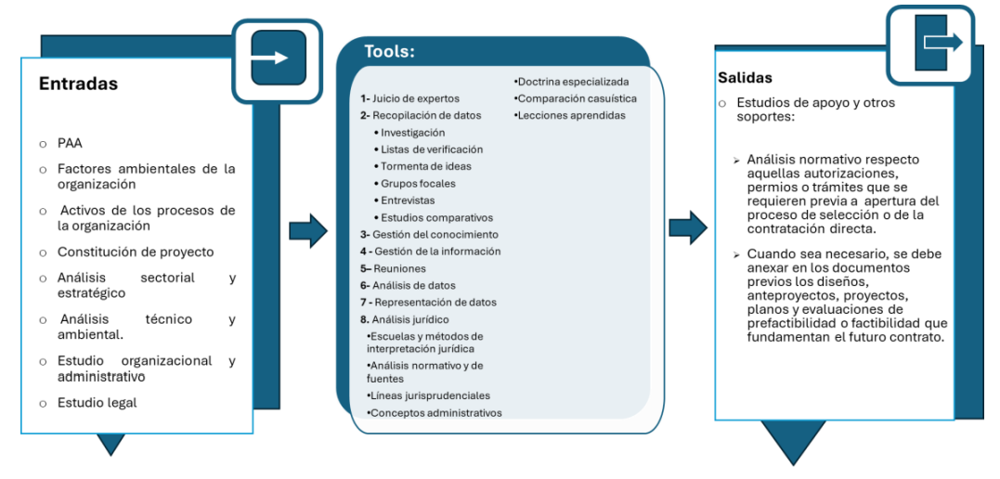 Entradas
o PAA
o Factores ambientales de la
organización
o Activos de los procesos de
la organización
o Constitución de proyecto
o Análisis sectorial y
estratégico
o Análisis técnico y
ambiental.
o Estudio organizacional y
administrativo
o Estudio legal
Tools:
1- Juicio de expertos
2- Recopilación de datos
• Investigación
• Listas de verificación
• Tormenta de ideas
• Grupos focales
• Entrevistas
• Estudios comparativos
3- Gestión del conocimiento
4 - Gestión de la información
5– Reuniones
6- Análisis de datos
7 - Representación de datos
8. Análisis jurídico
•Escuelas y métodos de
interpretación jurídica
•Análisis normativo y de
fuentes
•Líneas jurisprudenciales
•Conceptos administrativos
•Doctrina especializada
•Comparación casuística
•Lecciones aprendidas
Salidas
o Estudios de apoyo y otros
soportes:
➢ Análisis normativo respecto
aquellas autorizaciones,
permios o trámites que se
requieren previa a apertura del
proceso de selección o de la
contratación directa.
➢ Cuando sea necesario, se debe
anexar en los documentos
previos los diseños,
anteproyectos, proyectos,
planos y evaluaciones de
prefactibilidad o factibilidad que
fundamentan el futuro contrato.